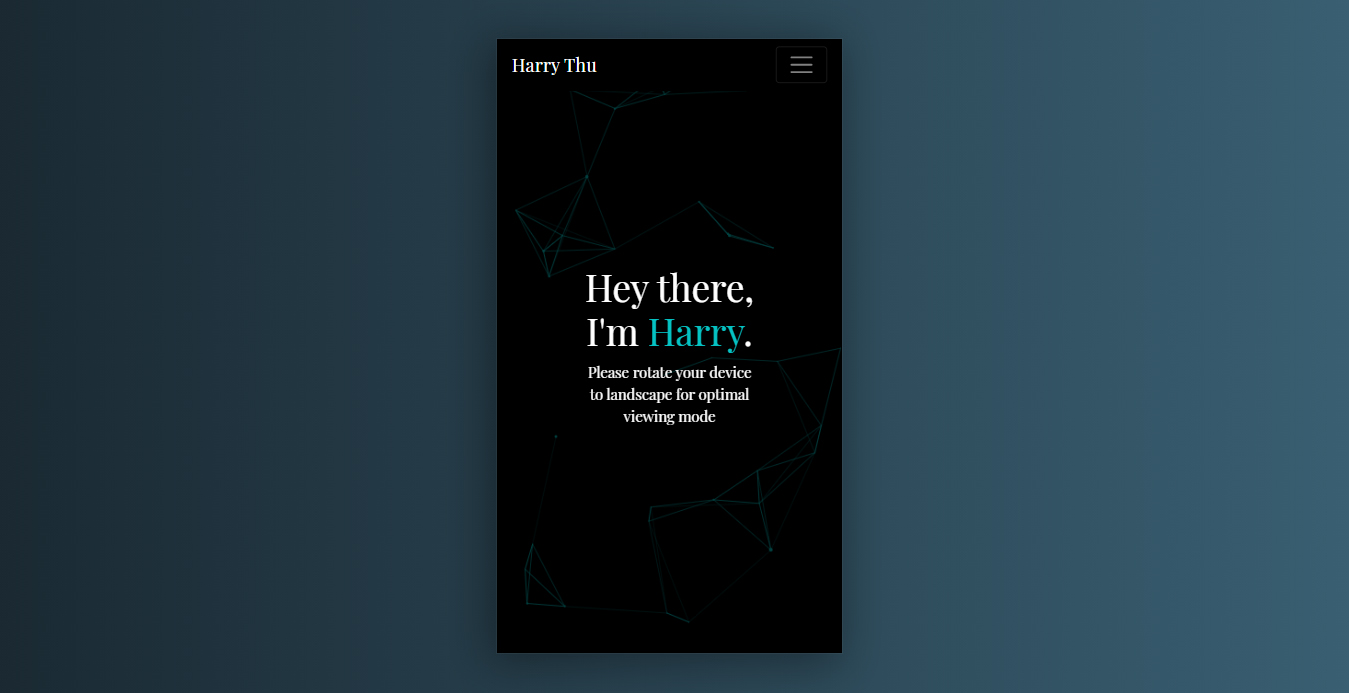 Harry Thu
Hey there,
I'm Harry.
Please rotate your device
to landscape for optimal
viewing mode